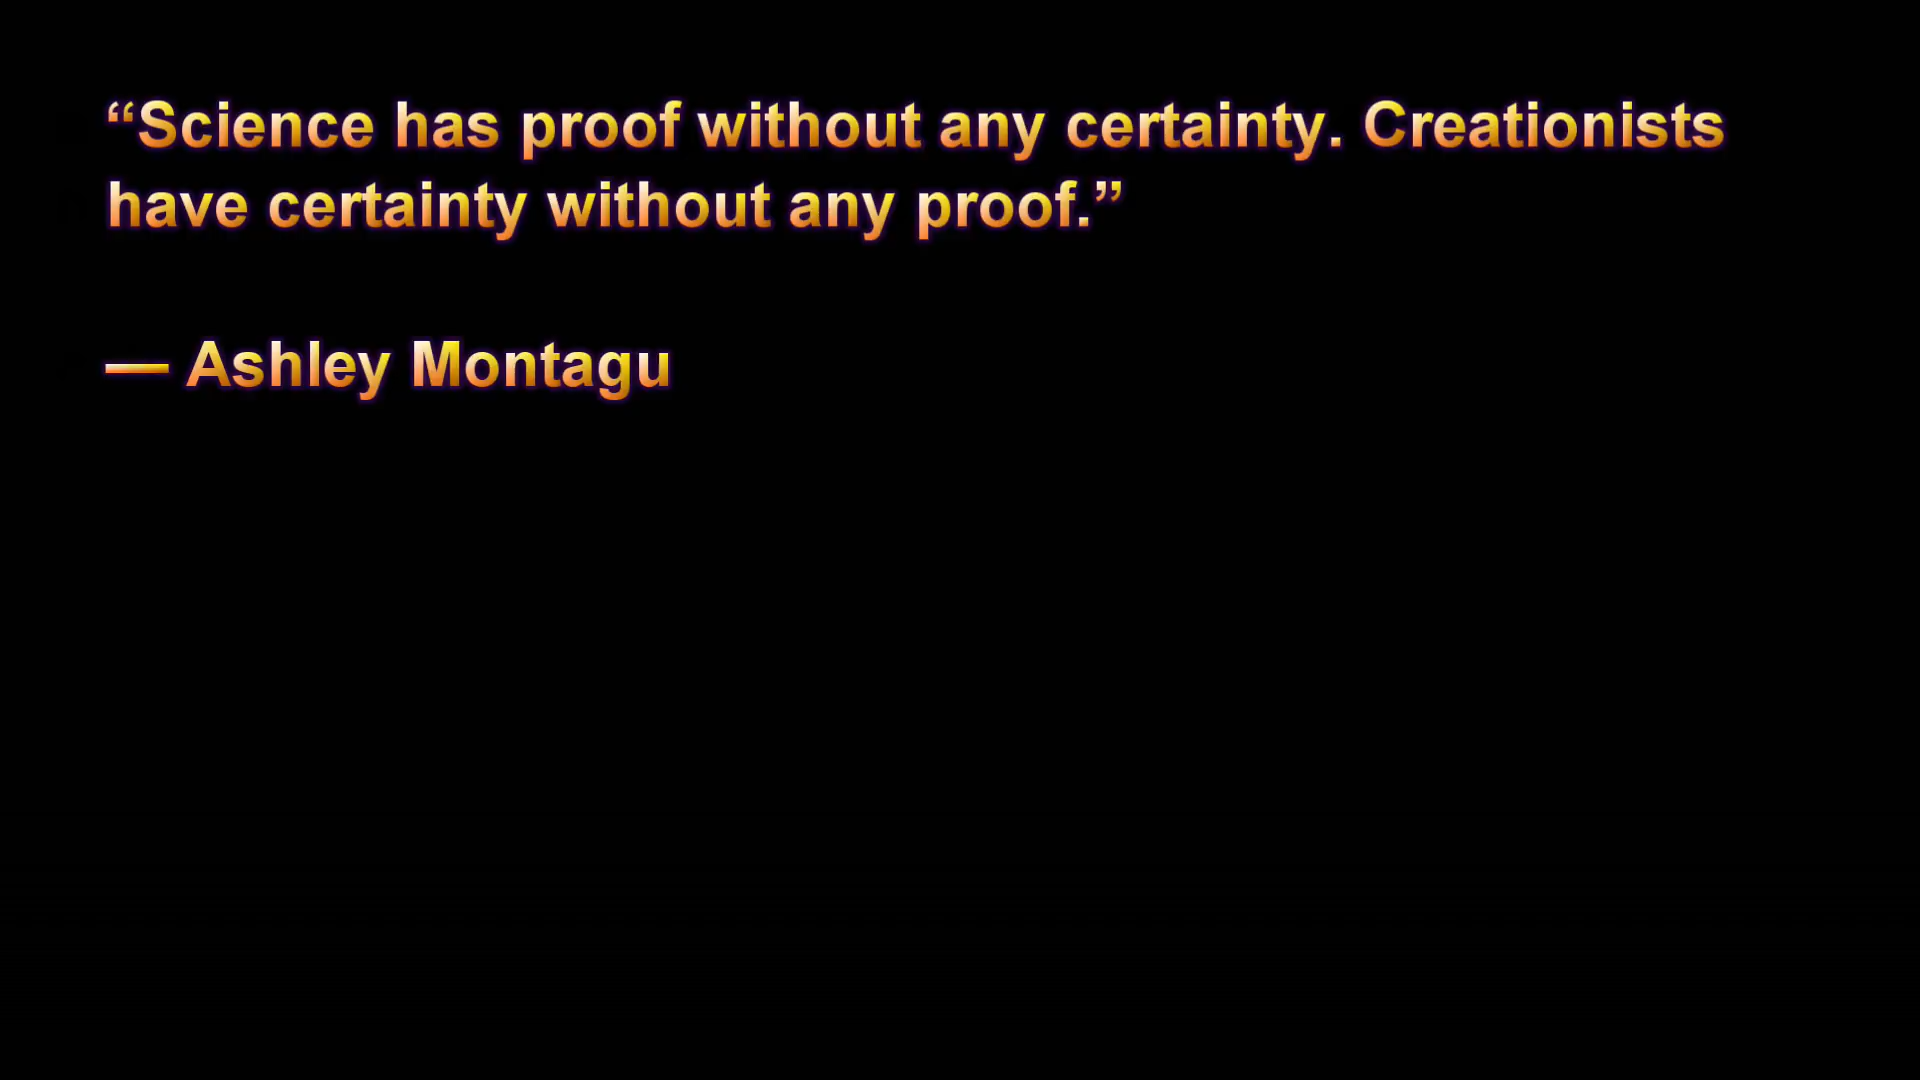 “Science has proof without any certainty. Creationists
have certainty without any proof.”
— Ashley Montagu